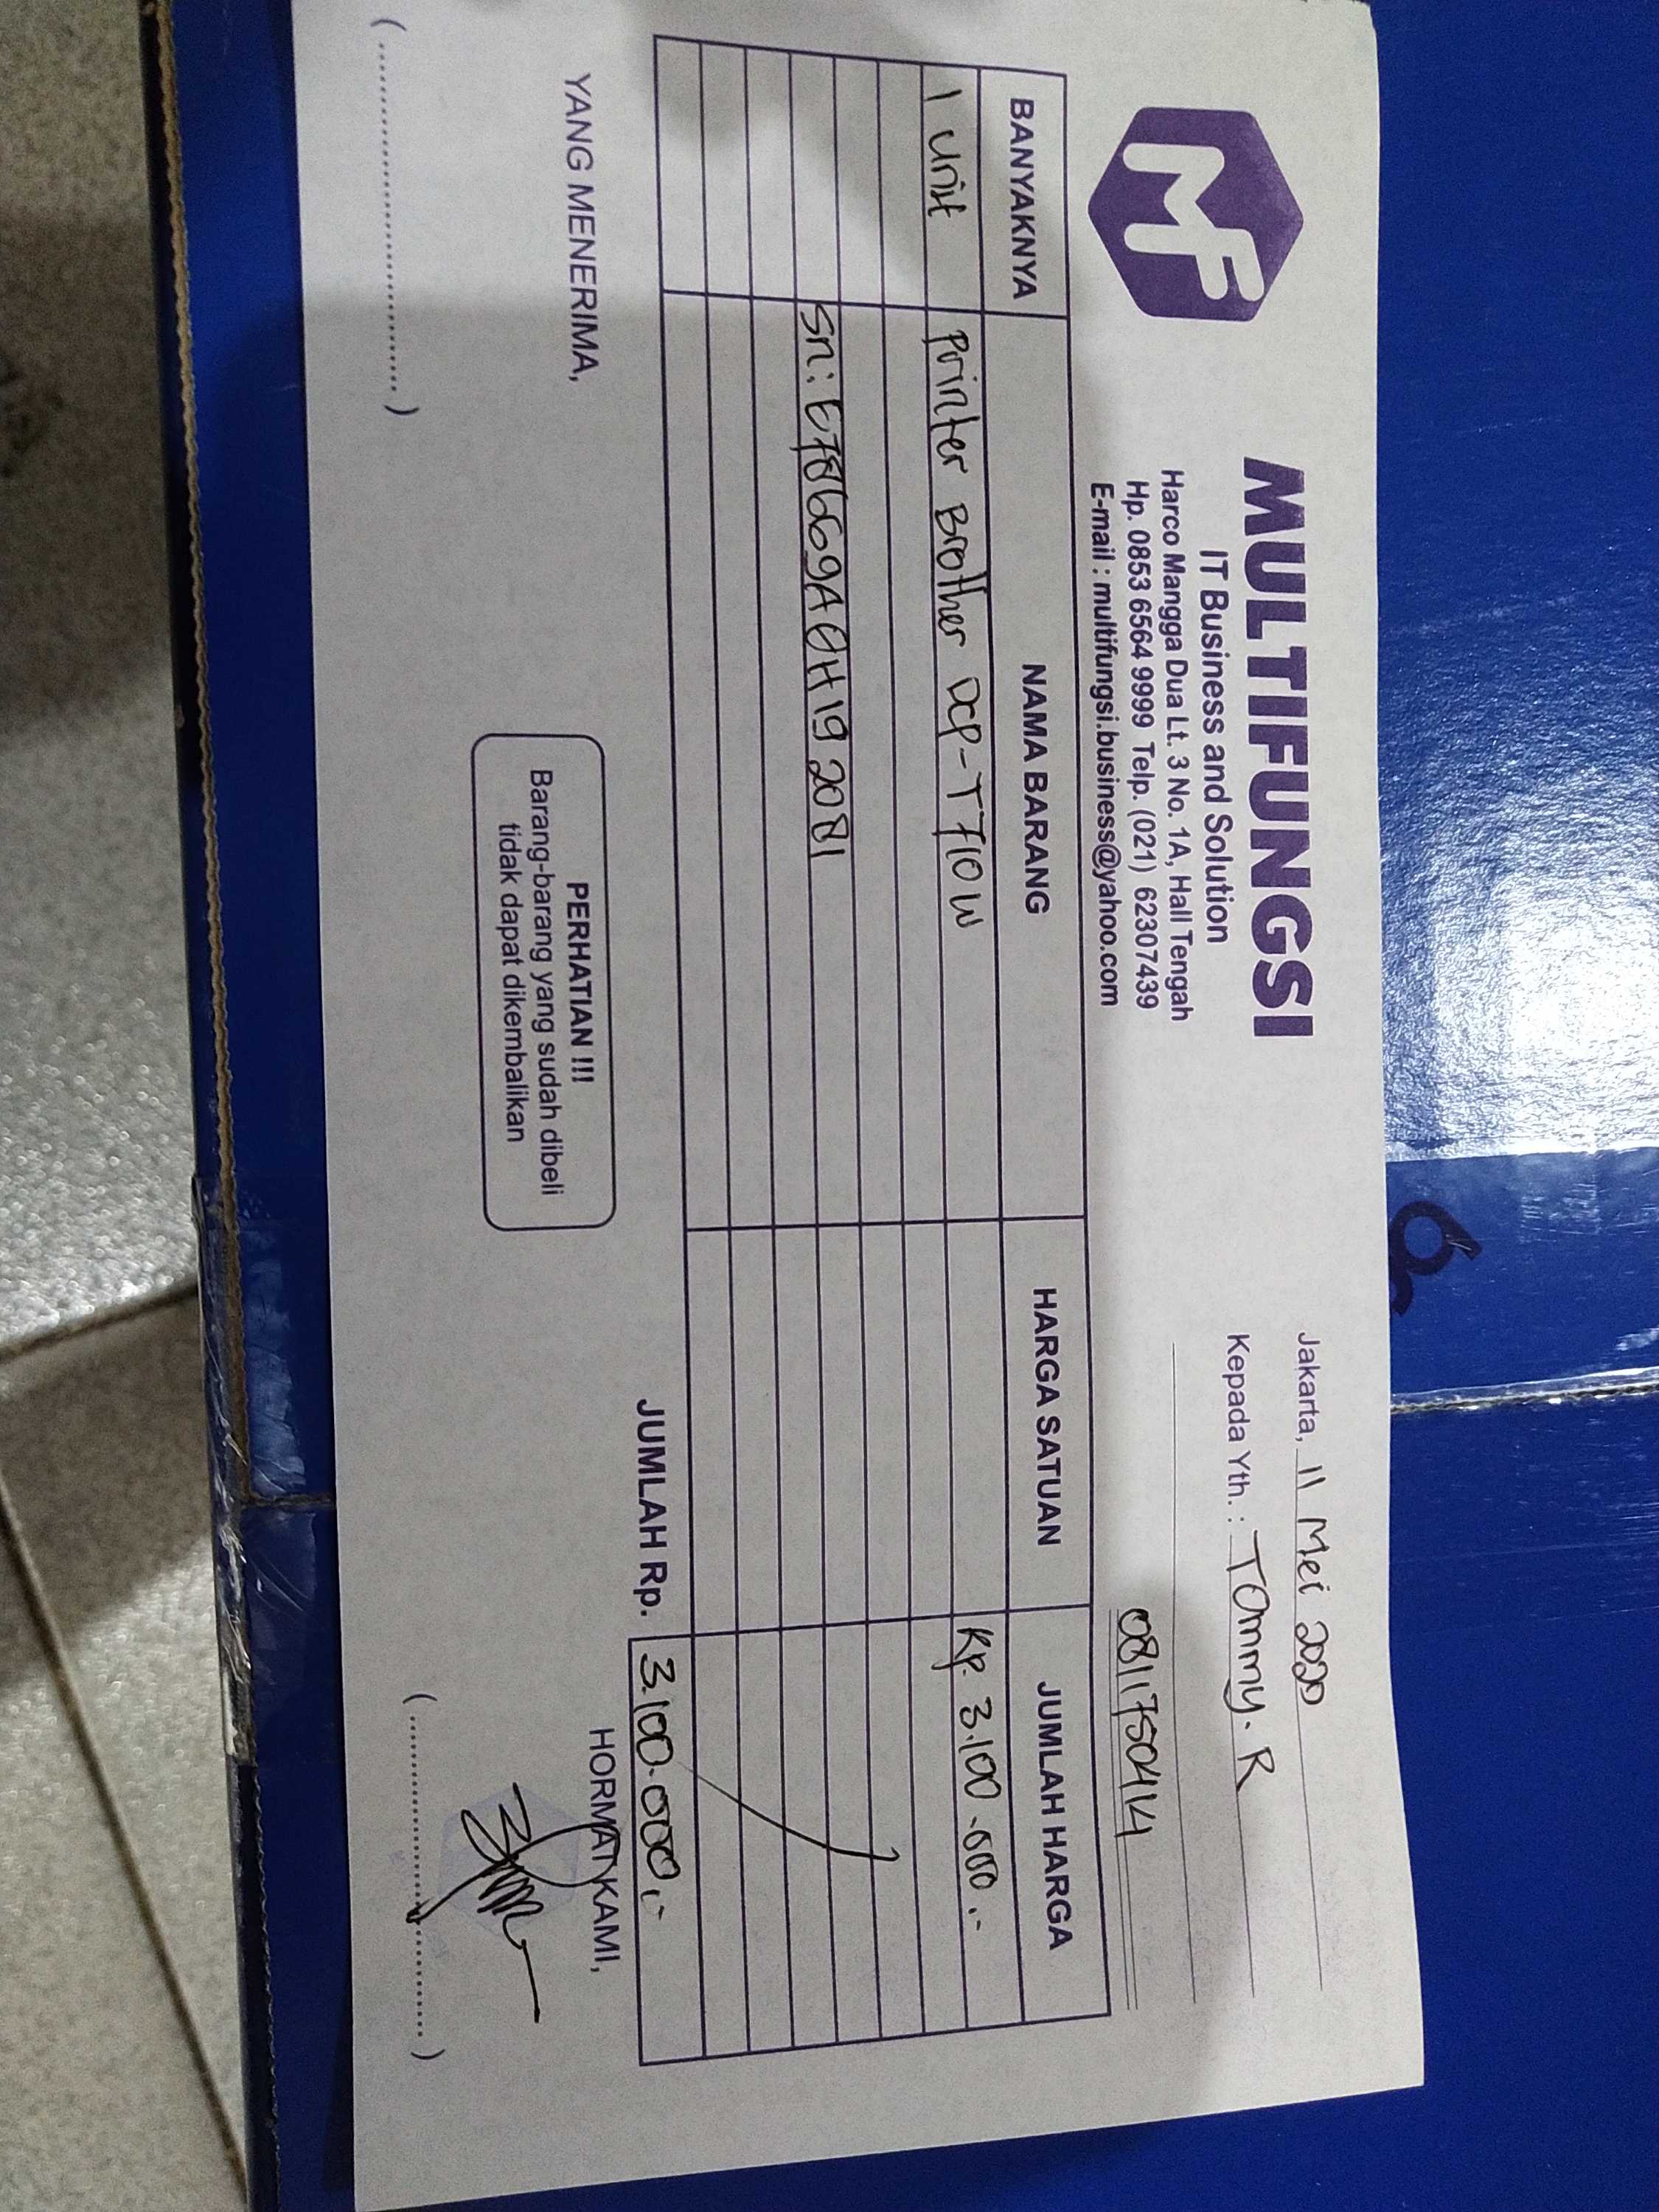 MF
MULTIFUNGSI
IT Business and Solution
Harco Mangga Dua Lt. 3 No. 1A, Hall Tengah
Hp. 0853 6564 9999 Telp. (021) 62307439
E-mail : multifungsi.business@yahoo.com
Jakarta, 11 Mei 2020
Kepada Yth. : Tommy. R
0811750414
BANYAKNYA NAMA BARANG HARGA SATUAN JUMLAH HARGA
1 Unit Printer Brother DCP-T710W Rp. 3.100.000.-
Sn: E786669A0H192081
JUMLAH Rp. 3.100.000.-
YANG MENERIMA,
HORMAT KAMI,
PERHATIAN !!!
Barang-barang yang sudah dibeli
tidak dapat dikembalikan
(................................) (................................)